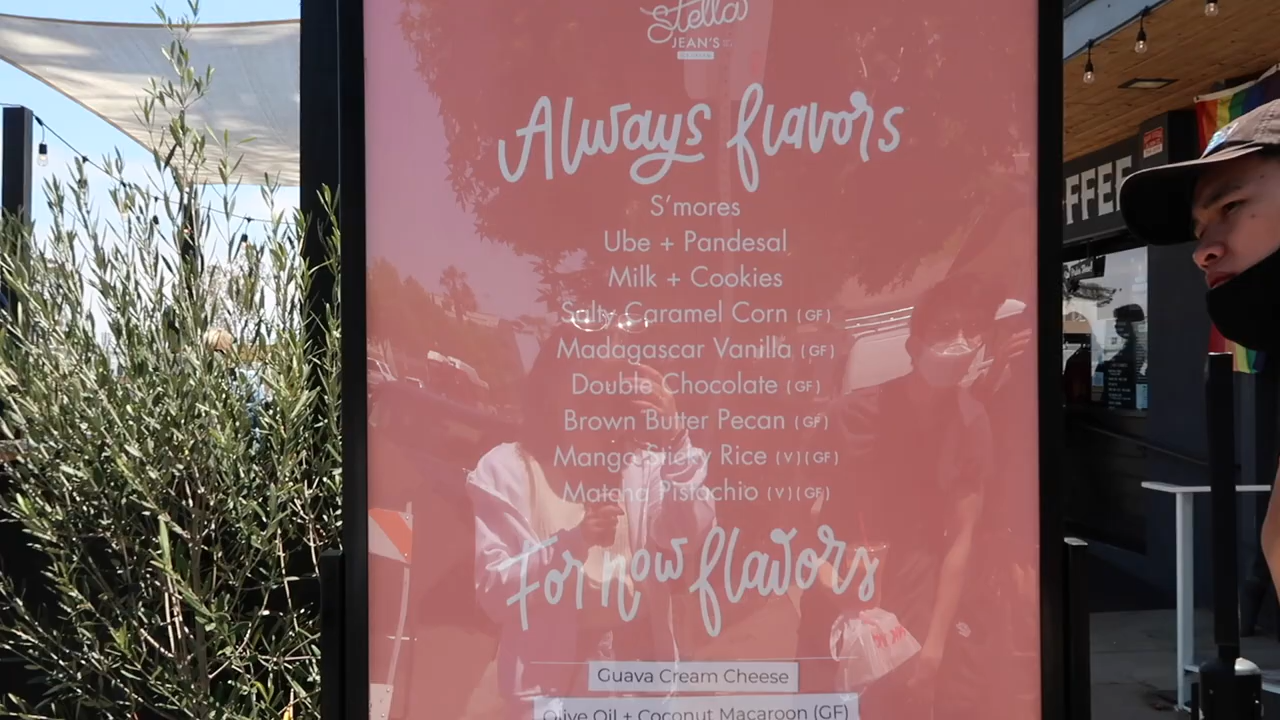 Stella
JEAN'S
Always flavors
S'mores
Ube + Pandesal
Milk + Cookies
Salty Caramel Corn (GF)
Madagascar Vanilla (GF)
Double Chocolate (GF)
Brown Butter Pecan (GF)
Mango Sticky Rice (V)(GF)
Matcha Pistachio (V)(GF)
For now flavors
Guava Cream Cheese
Olive Oil + Coconut Macaroon (GF)
FFEE